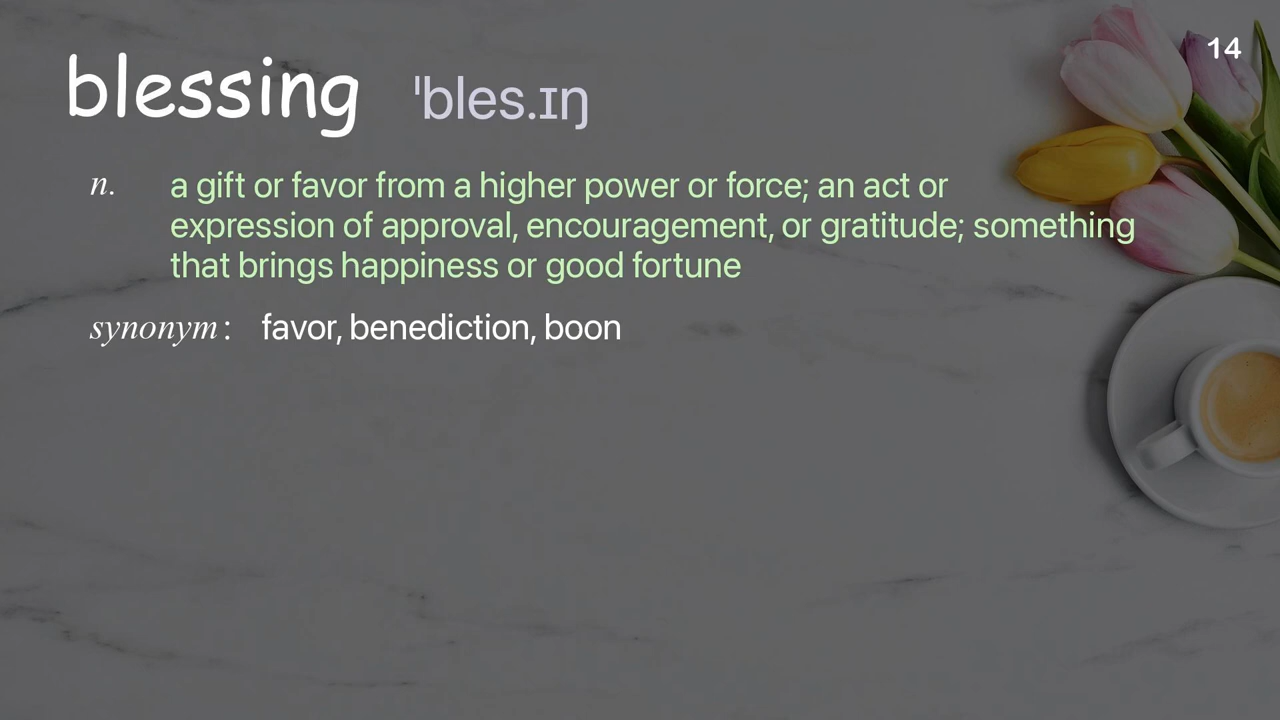 14
blessing ˈbles.ɪŋ
n. a gift or favor from a higher power or force; an act or
expression of approval, encouragement, or gratitude; something
that brings happiness or good fortune
synonym: favor, benediction, boon